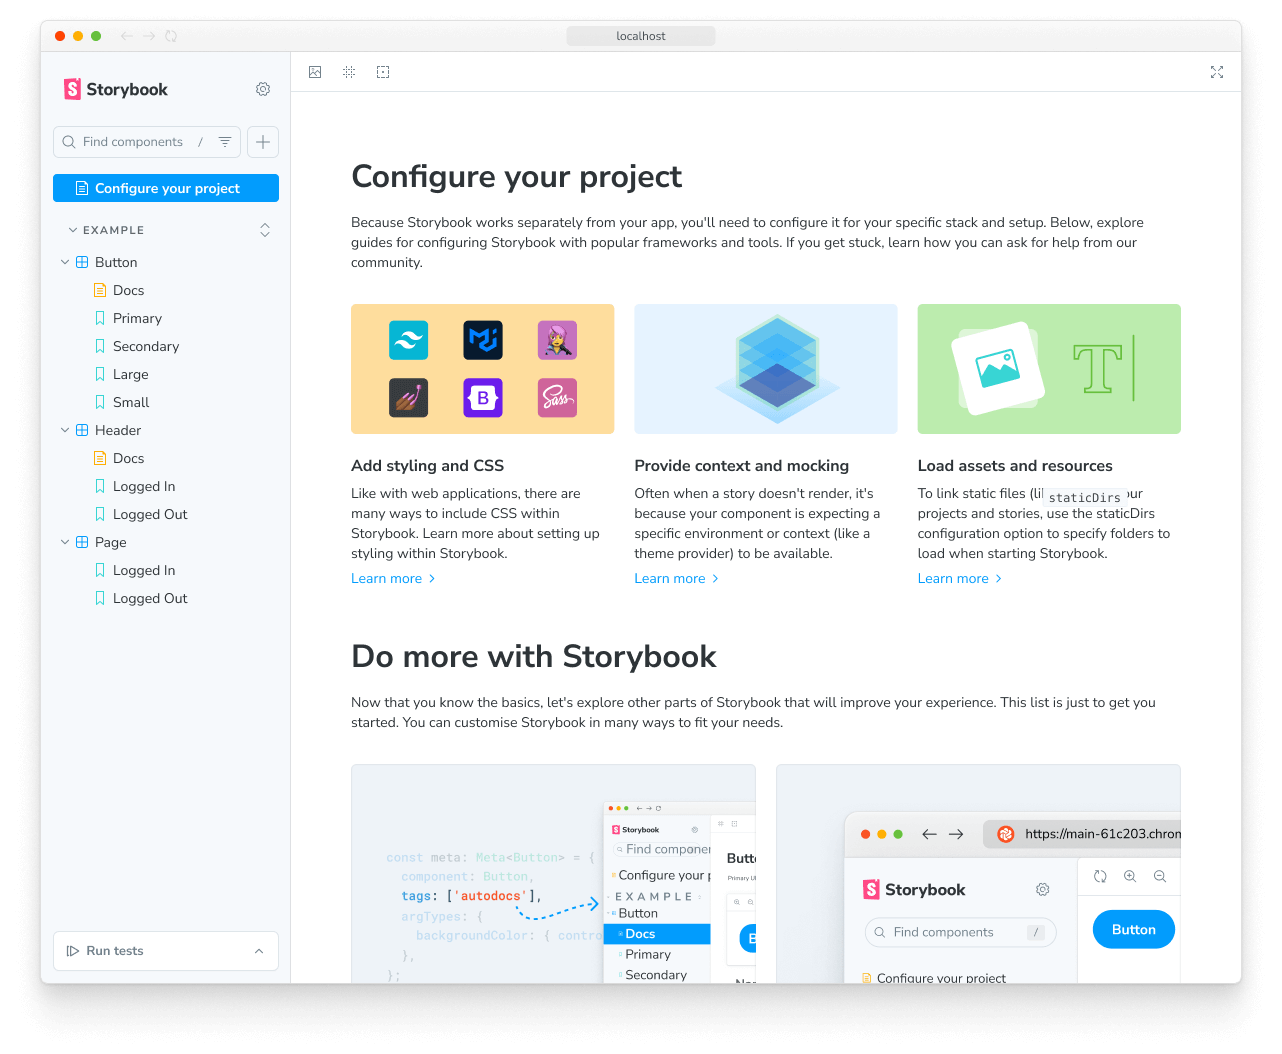 localhost
Storybook
Find components /
Configure your project
EXAMPLE
Button
Docs
Primary
Secondary
Large
Small
Header
Docs
Logged In
Logged Out
Page
Logged In
Logged Out
Run tests
Configure your project
Because Storybook works separately from your app, you'll need to configure it for your specific stack and setup. Below, explore
guides for configuring Storybook with popular frameworks and tools. If you get stuck, learn how you can ask for help from our
community.
B
Sass
T
Add styling and CSS
Like with web applications, there are
many ways to include CSS within
Storybook. Learn more about setting up
styling within Storybook.
Learn more
Provide context and mocking
Often when a story doesn't render, it's
because your component is expecting a
specific environment or context (like a
theme provider) to be available.
Learn more
Load assets and resources
To link static files (li staticDirs our
projects and stories, use the staticDirs
configuration option to specify folders to
load when starting Storybook.
Learn more
Do more with Storybook
Now that you know the basics, let's explore other parts of Storybook that will improve your experience. This list is just to get you
started. You can customise Storybook in many ways to fit your needs.
const meta: Meta<Button> = {
component: Button,
tags: ['autodocs'],
argTypes: {
backgroundColor: { contro
},
};
Storybook
Find componen
Configure your p
EXAMPLE
Button
Docs
Primary
Secondary
Butto
Primary UI
B
https://main-61c203.chrom
Storybook
Find components /
Configure your project
Button